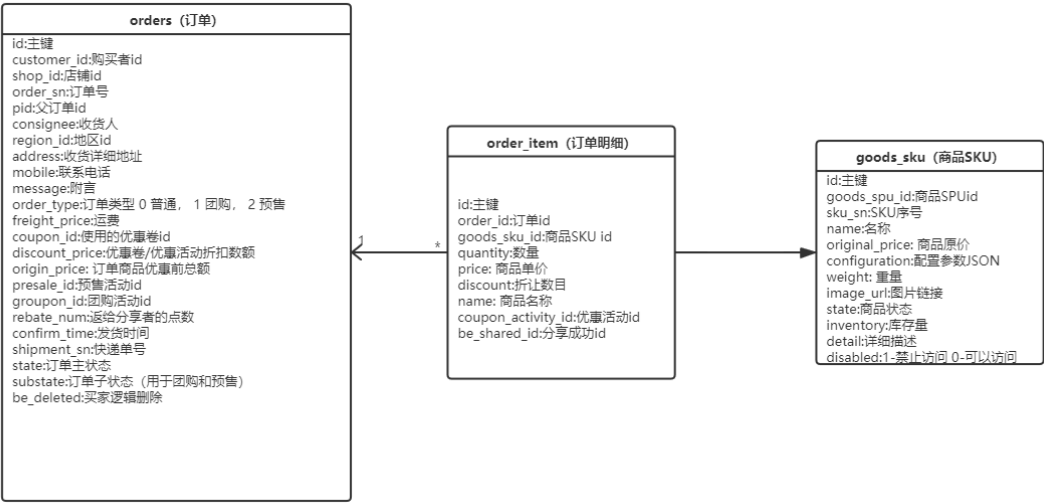 orders（订单）
id:主键
customer_id:购买者id
shop_id:店铺id
order_sn:订单号
pid:父订单id
consignee:收货人
region_id:地区id
address:收货详细地址
mobile:联系电话
message:附言
order_type:订单类型 0 普通， 1 团购， 2 预售
freight_price:运费
coupon_id:使用的优惠卷id
discount_price:优惠卷/优惠活动折扣数额
origin_price: 订单商品优惠前总额
presale_id:预售活动id
groupon_id:团购活动id
rebate_num:返给分享者的点数
confirm_time:发货时间
shipment_sn:快递单号
state:订单主状态
substate:订单子状态（用于团购和预售）
be_deleted:买家逻辑删除
1
*
order_item（订单明细）
id:主键
order_id:订单id
goods_sku_id:商品SKU id
quantity:数量
price: 商品单价
discount:折让数目
name: 商品名称
coupon_activity_id:优惠活动id
be_shared_id:分享成功id
goods_sku（商品SKU）
id:主键
goods_spu_id:商品SPUid
sku_sn:SKU序号
name:名称
original_price: 商品原价
configuration:配置参数JSON
weight: 重量
image_url:图片链接
state:商品状态
inventory:库存量
detail:详细描述
disabled:1-禁止访问 0-可以访问